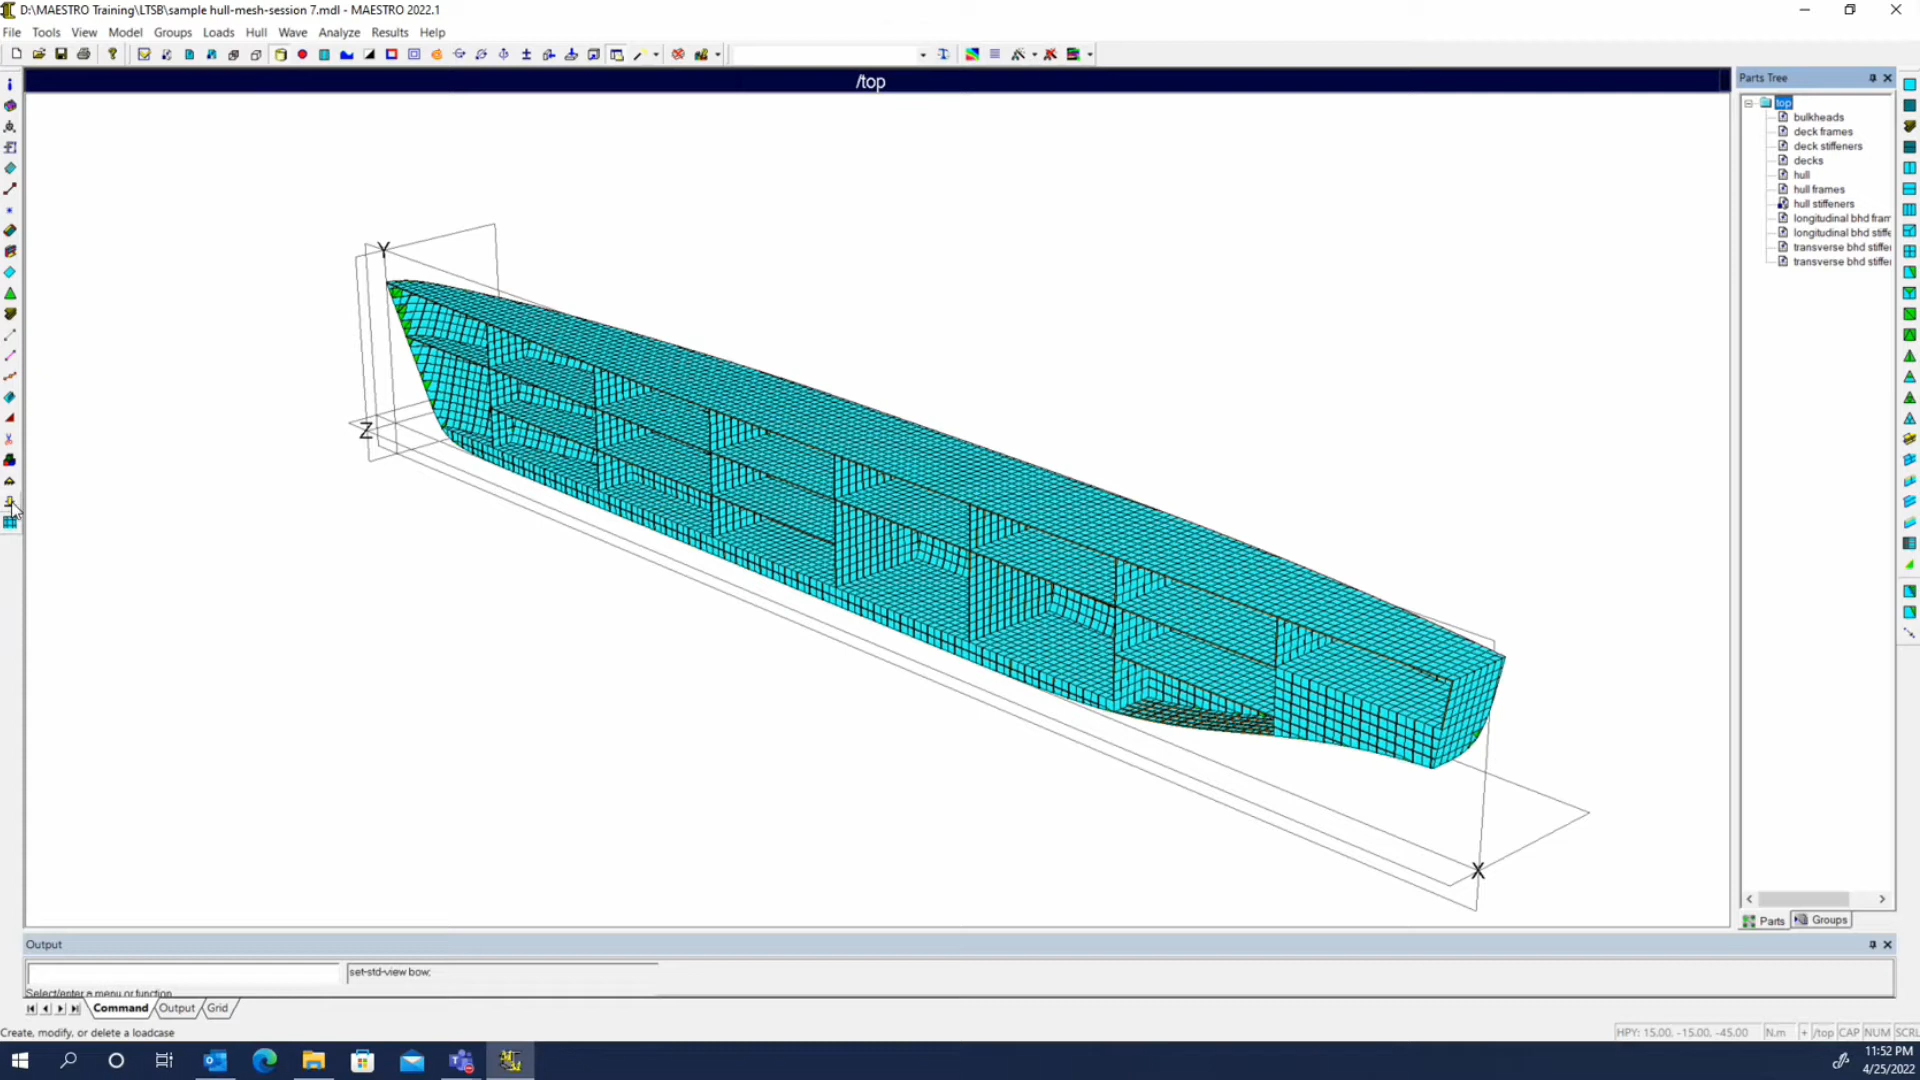 D:\MAESTRO Training\LTSB\sample hull-mesh-session 7.mdl - MAESTRO 2022.1
File Tools View Model Groups Loads Hull Wave Analyze Results Help
/top
Parts Tree
top
bulkheads
deck frames
deck stiffeners
decks
hull
hull frames
hull stiffeners
longitudinal bhd fram
longitudinal bhd stiffe
transverse bhd stiffer
transverse bhd stiffer
Y
Z
X
Parts Groups
Output
set-std-view bow;
Select/enter a menu or function
Command Output Grid
Create, modify, or delete a loadcase
HPY: 15.00, -15.00, -45.00 N.m + /top CAP NUM SCRL
11:52 PM
4/25/2022